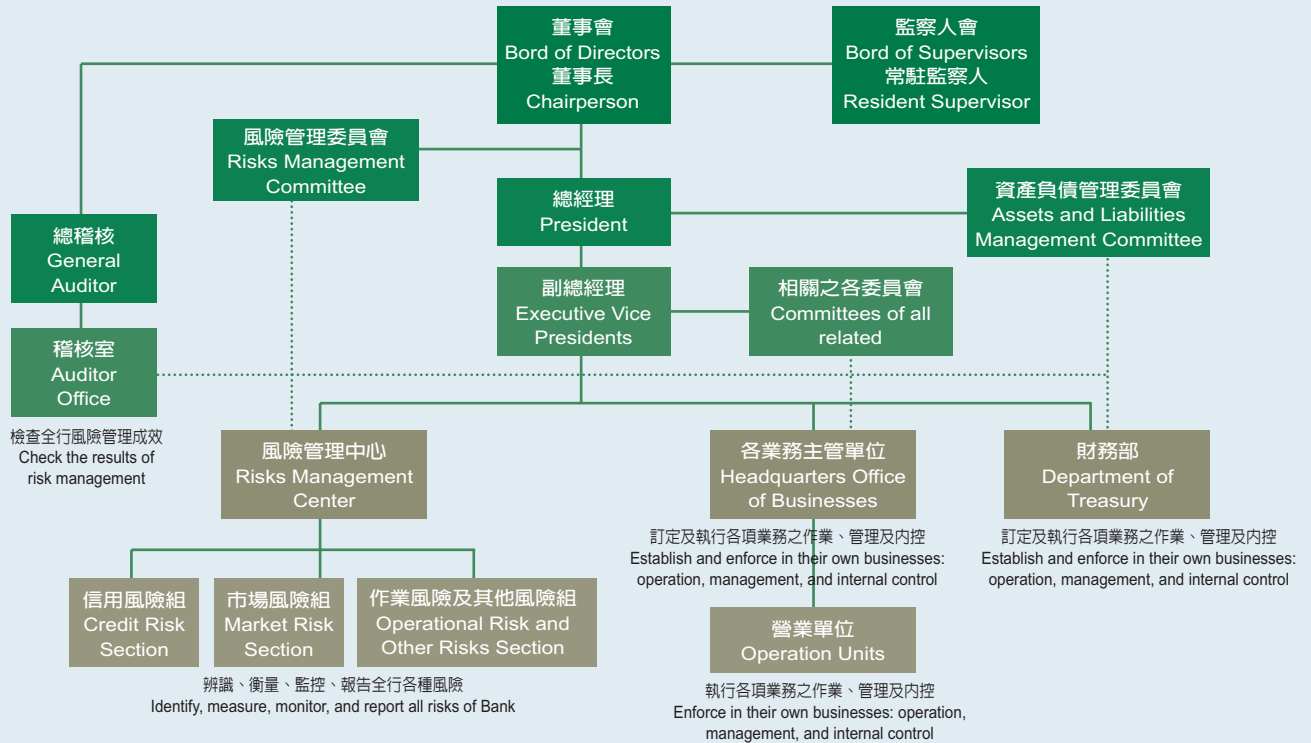 董事會
Bord of Directors
董事長
Chairperson
監察人會
Bord of Supervisors
常駐監察人
Resident Supervisor
風險管理委員會
Risks Management
Committee
總經理
President
資產負債管理委員會
Assets and Liabilities
Management Committee
總稽核
General
Auditor
副總經理
Executive Vice
Presidents
相關之各委員會
Committees of all
related
稽核室
Auditor
Office
檢查全行風險管理成效
Check the results of
risk management
風險管理中心
Risks Management
Center
各業務主管單位
Headquarters Office
of Businesses
財務部
Department of
Treasury
訂定及執行各項業務之作業、管理及內控
Establish and enforce in their own businesses:
operation, management, and internal control
訂定及執行各項業務之作業、管理及內控
Establish and enforce in their own businesses:
operation, management, and internal control
信用風險組
Credit Risk
Section
市場風險組
Market Risk
Section
作業風險及其他風險組
Operational Risk and
Other Risks Section
營業單位
Operation Units
辨識、衡量、監控、報告全行各種風險
Identify, measure, monitor, and report all risks of Bank
執行各項業務之作業、管理及內控
Enforce in their own businesses: operation,
management, and internal control